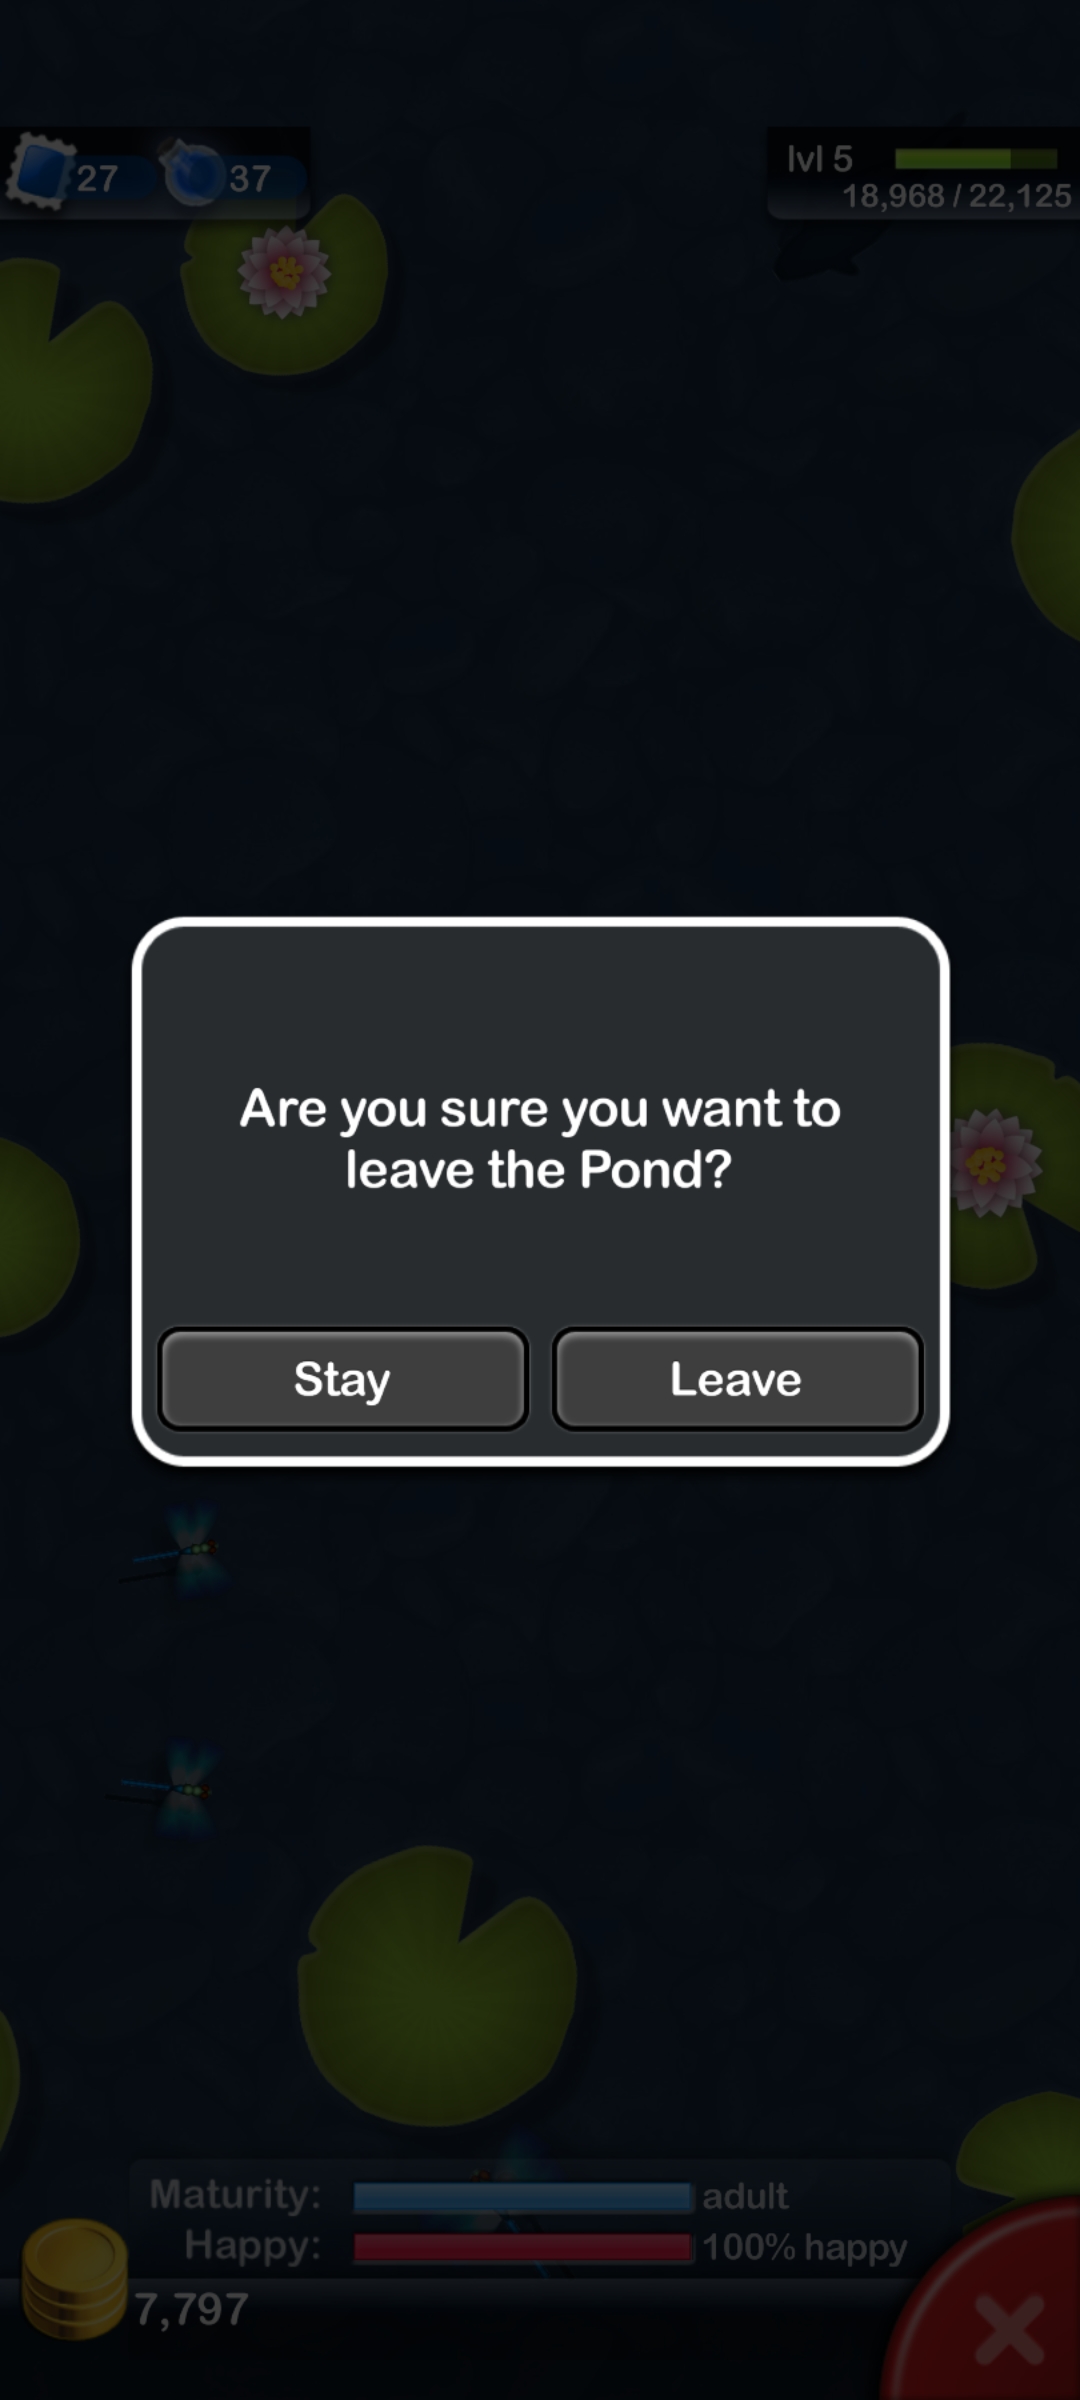 27
37
lvl 5
18,968 / 22,125
Are you sure you want to
leave the Pond?
Stay
Leave
Maturity:
adult
Happy:
100% happy
7,797